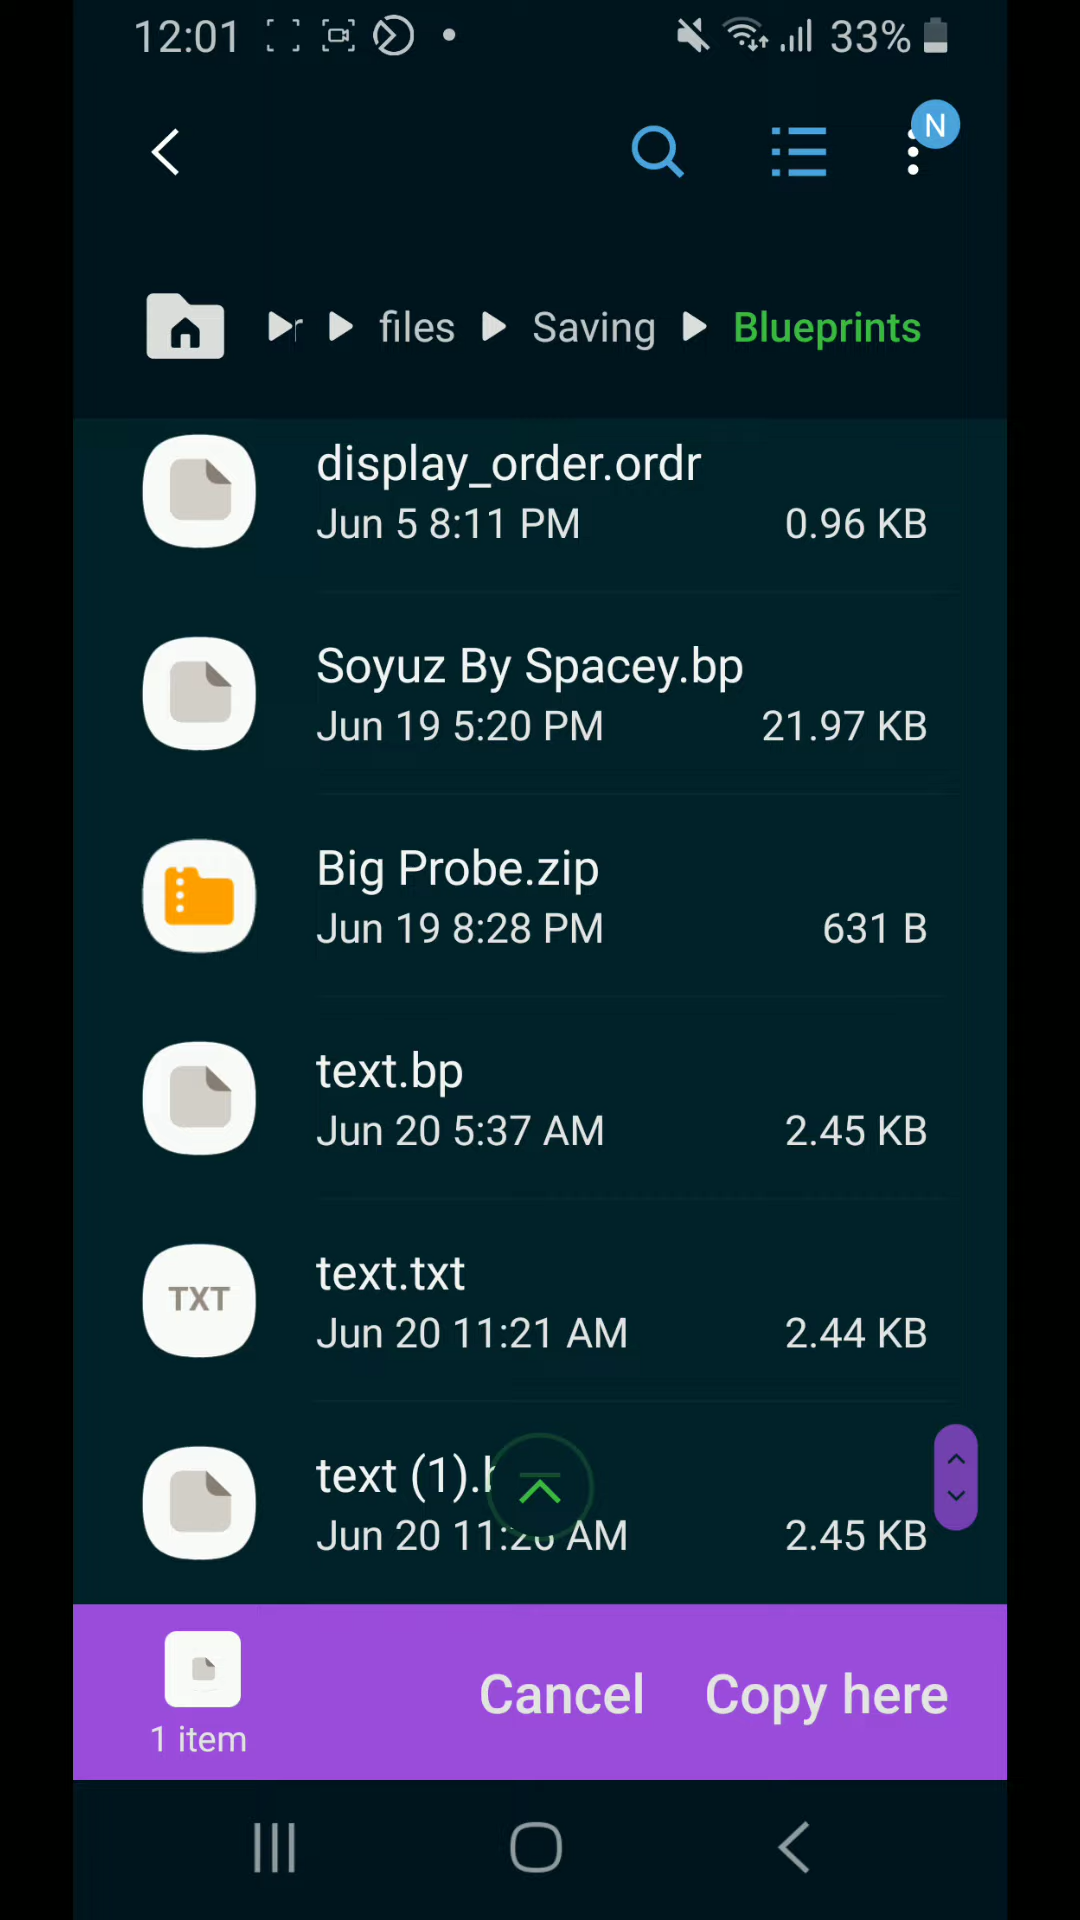 12:01 33%
N
r files Saving Blueprints
display_order.ordr
Jun 5 8:11 PM 0.96 KB
Soyuz By Spacey.bp
Jun 19 5:20 PM 21.97 KB
Big Probe.zip
Jun 19 8:28 PM 631 B
text.bp
Jun 20 5:37 AM 2.45 KB
TXT
text.txt
Jun 20 11:21 AM 2.44 KB
text (1).
Jun 20 11:26 AM 2.45 KB
1 item
Cancel Copy here